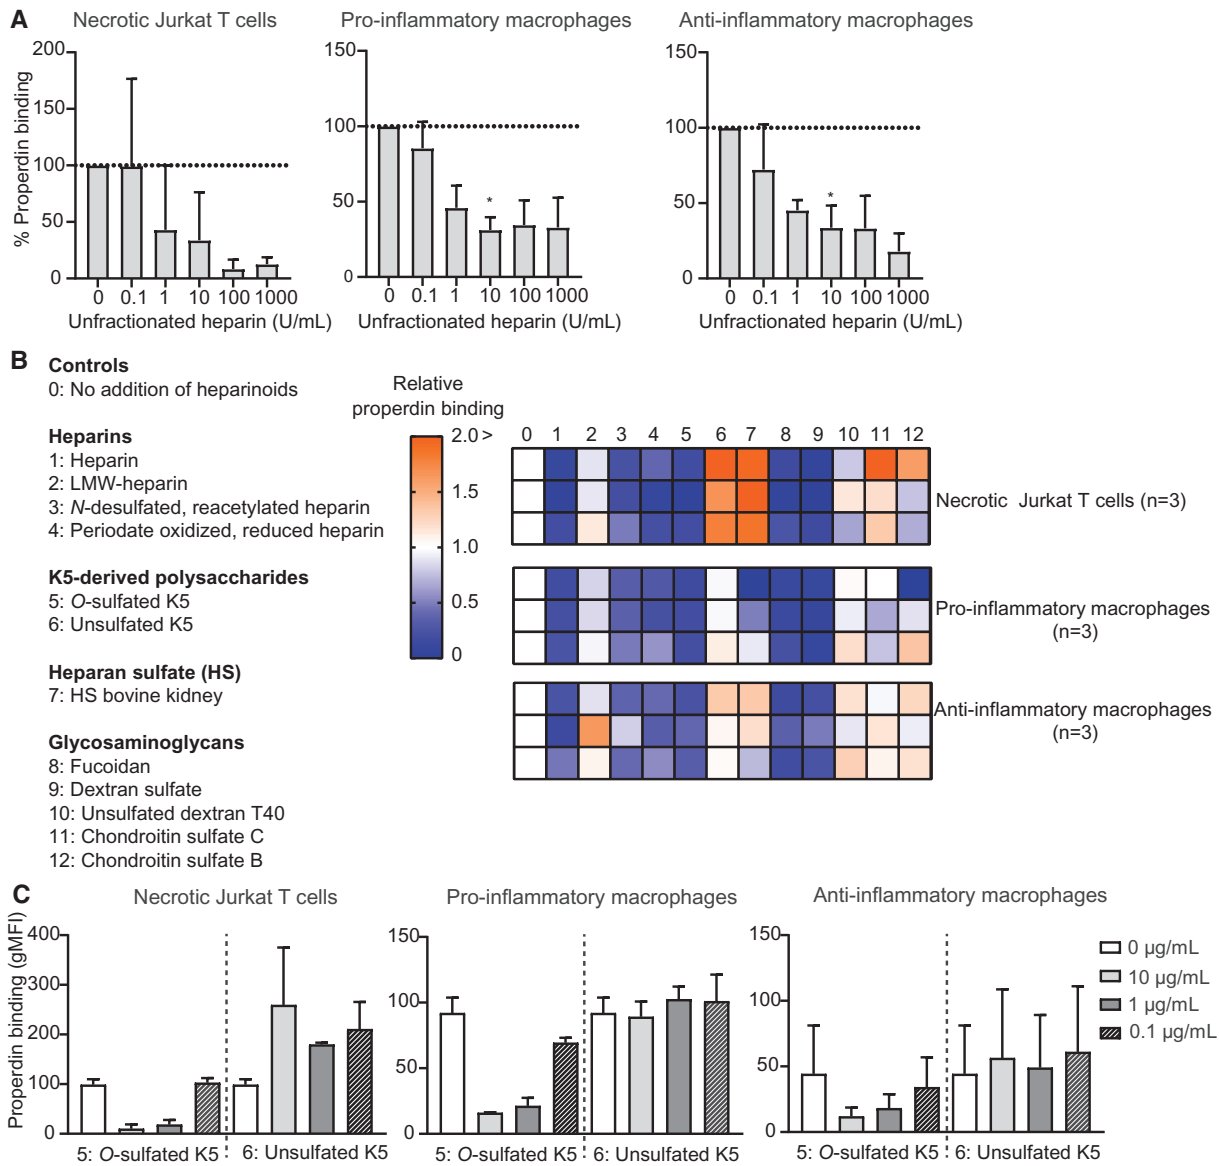 A
Necrotic Jurkat T cells
Pro-inflammatory macrophages
Anti-inflammatory macrophages
% Properdin binding
200
150
100
50
0
0 0.1 1 10 100 1000
Unfractionated heparin (U/mL)
150
100
50
0
*
0 0.1 1 10 100 1000
Unfractionated heparin (U/mL)
150
100
50
0
*
0 0.1 1 10 100 1000
Unfractionated heparin (U/mL)
B
Controls
0: No addition of heparinoids
Heparins
1: Heparin
2: LMW-heparin
3: N-desulfated, reacetylated heparin
4: Periodate oxidized, reduced heparin
K5-derived polysaccharides
5: O-sulfated K5
6: Unsulfated K5
Heparan sulfate (HS)
7: HS bovine kidney
Glycosaminoglycans
8: Fucoidan
9: Dextran sulfate
10: Unsulfated dextran T40
11: Chondroitin sulfate C
12: Chondroitin sulfate B
Relative
properdin binding
2.0 >
1.5
1.0
0.5
0
0 1 2 3 4 5 6 7 8 9 10 11 12
Necrotic Jurkat T cells (n=3)
Pro-inflammatory macrophages
(n=3)
Anti-inflammatory macrophages
(n=3)
C
Necrotic Jurkat T cells
Pro-inflammatory macrophages
Anti-inflammatory macrophages
Properdin binding (gMFI)
400
300
200
100
0
5: O-sulfated K5
6: Unsulfated K5
150
100
50
0
5: O-sulfated K5
6: Unsulfated K5
150
100
50
0
5: O-sulfated K5
6: Unsulfated K5
0 µg/mL
10 µg/mL
1 µg/mL
0.1 µg/mL